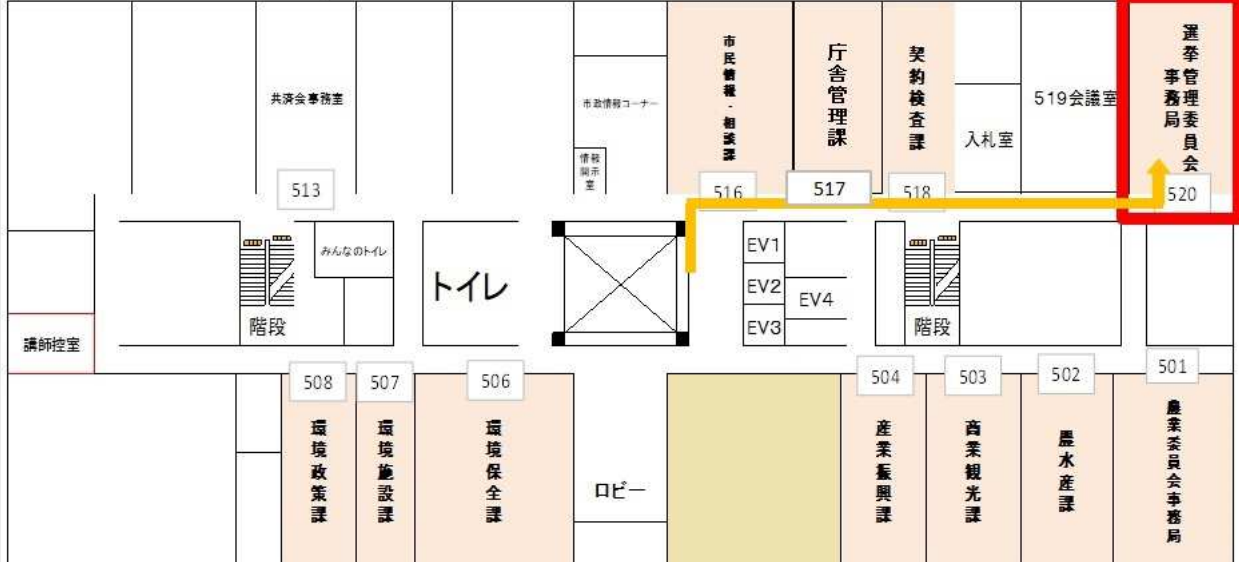 共済会事務室
513
市政情報コーナー
情報
開示
室
市民情報・相談課
516
庁舎管理課
517
契約検査課
518
入札室
519会議室
選挙管理委員会
事務局
520
講師控室
階段
みんなのトイレ
トイレ
EV1
EV2
EV3
EV4
階段
508
環境政策課
507
環境施設課
506
環境保全課
ロビー
504
産業振興課
503
商業観光課
502
農水産課
501
農業委員会事務局